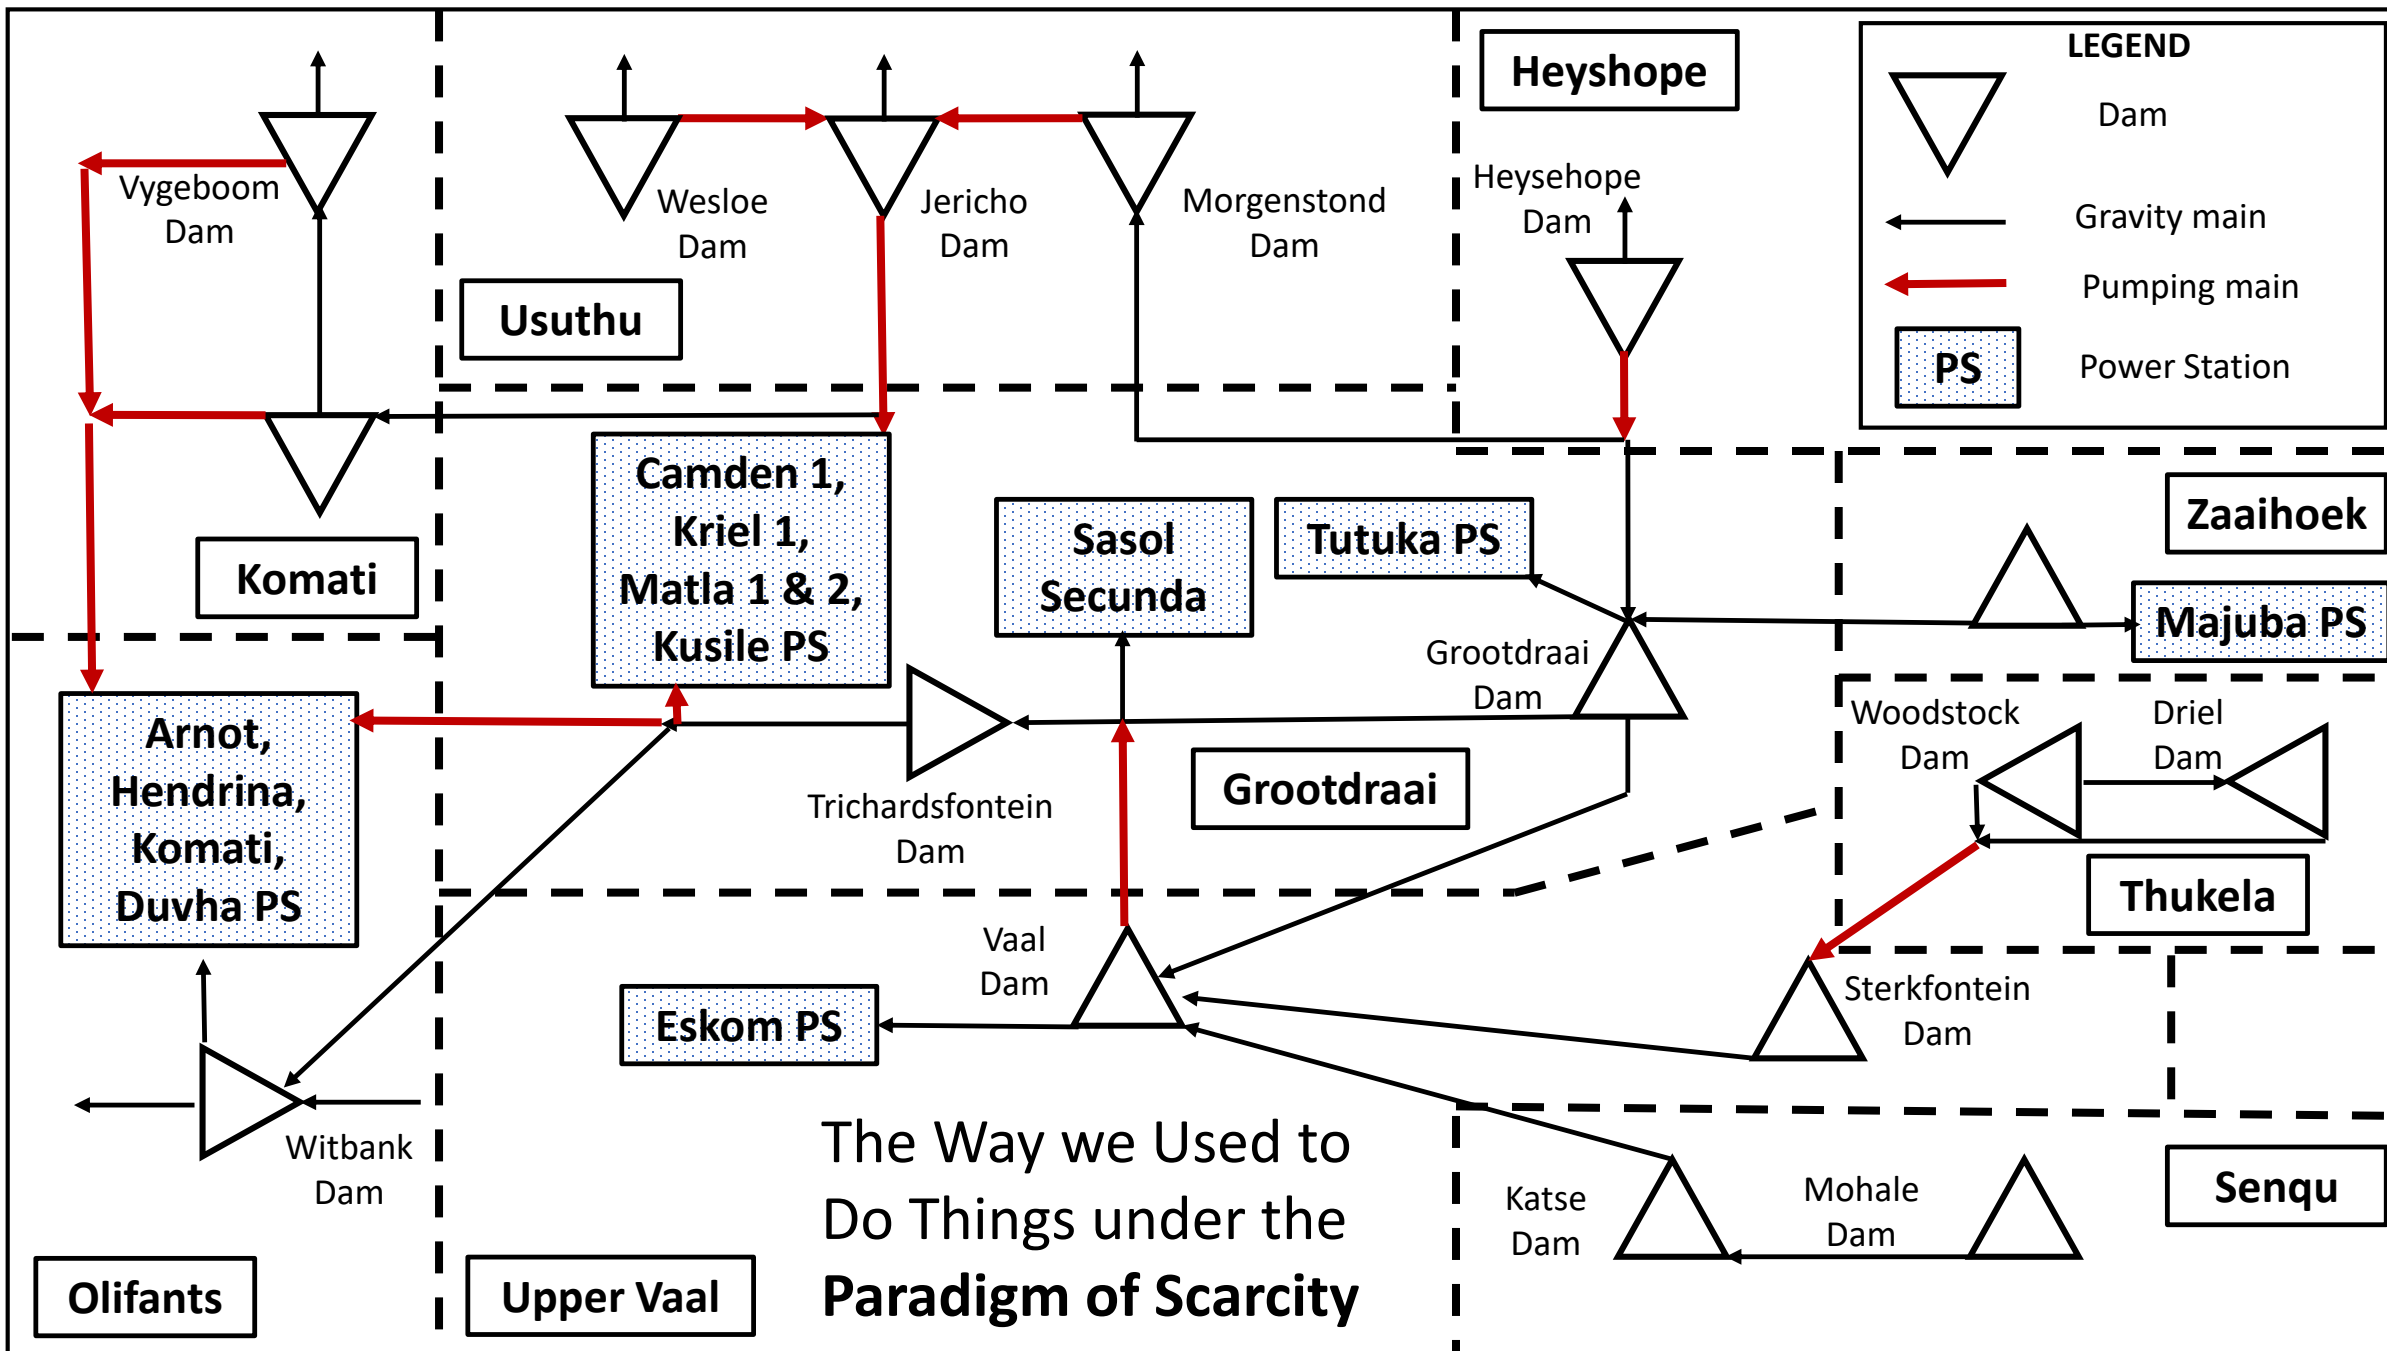 Heyshope
LEGEND
Dam
Gravity main
Pumping main
PS
Power Station
Vygeboom
Dam
Wesloe
Dam
Jericho
Dam
Morgenstond
Dam
Heysehope
Dam
Usuthu
Komati
Camden 1,
Kriel 1,
Matla 1 & 2,
Kusile PS
Sasol
Secunda
Tutuka PS
Zaaihoek
Majuba PS
Grootdraai
Dam
Arnot,
Hendrina,
Komati,
Duvha PS
Trichardsfontein
Dam
Grootdraai
Woodstock
Dam
Driel
Dam
Thukela
Vaal
Dam
Eskom PS
Sterkfontein
Dam
Witbank
Dam
The Way we Used to
Do Things under the
Paradigm of Scarcity
Katse
Dam
Mohale
Dam
Senqu
Olifants
Upper Vaal